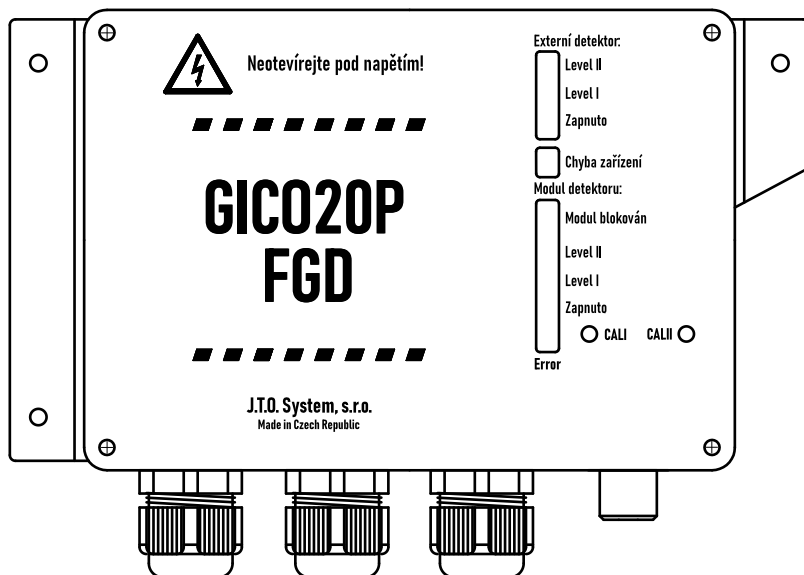 Neotevírejte pod napětím!
GICO20P
FGD
J.T.O. System, s.r.o.
Made in Czech Republic
Externí detektor:
Level II
Level I
Zapnuto
Chyba zařízení
Modul detektoru:
Modul blokován
Level II
Level I
Zapnuto
CALI
CALII
Error